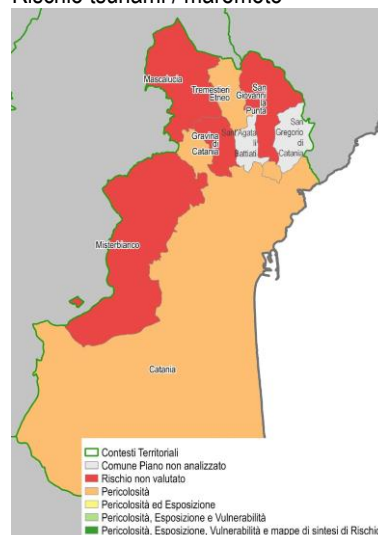 Rischio tsunami / maremoto
Mascalucia
Tremestieri
Etneo
San
Giovanni
la
Punta
San
Gregorio
di
Catania
Gravina
di
Catania
Sant'Agata
li
Battiati
Misterbianco
Catania
Contesti Territoriali
Comune Piano non analizzato
Rischio non valutato
Pericolosità
Pericolosità ed Esposizione
Pericolosità, Esposizione e Vulnerabilità
Pericolosità, Esposizione, Vulnerabilità e mappe di sintesi di Rischio